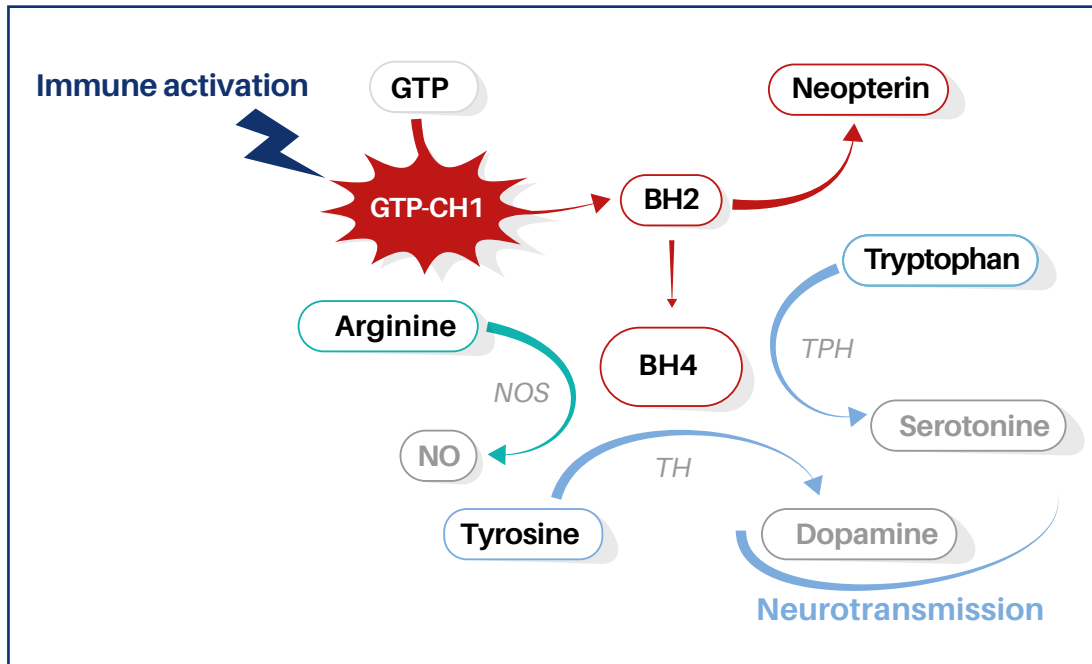 Immune activation
GTP
Neopterin
GTP-CH1
BH2
Tryptophan
Arginine
TPH
BH4
NOS
Serotonine
NO
TH
Tyrosine
Dopamine
Neurotransmission